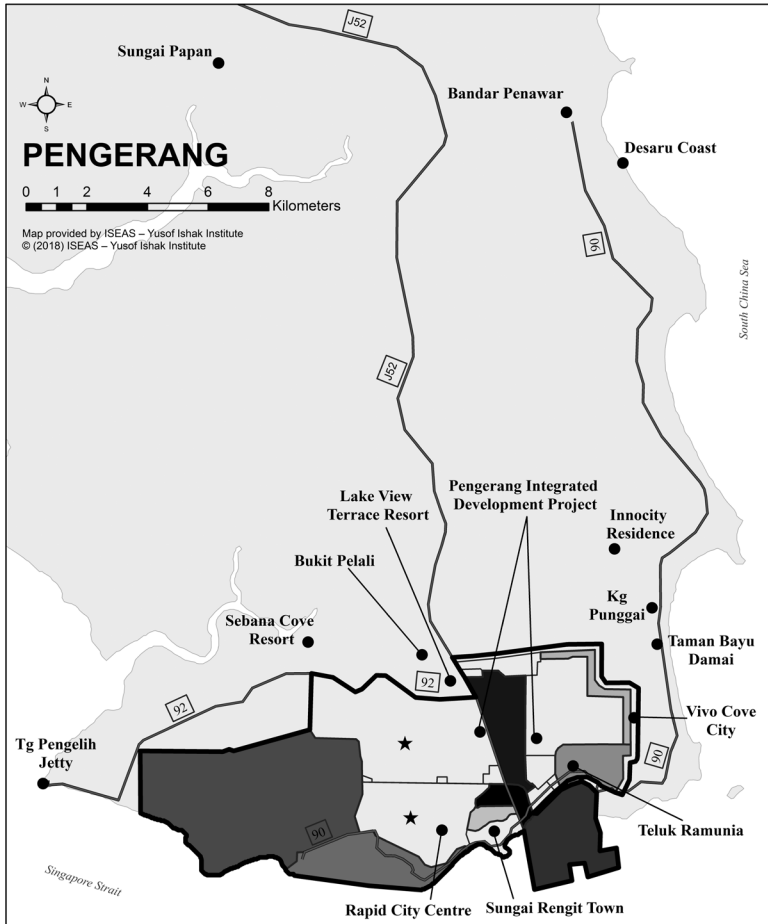 J52
Sungai Papan
Bandar Penawar
N
W E
S
PENGERANG
Desaru Coast
0 1 2 4 6 8
Kilometers
Map provided by ISEAS – Yusof Ishak Institute
© (2018) ISEAS – Yusof Ishak Institute
90
South China Sea
J52
Lake View
Terrace Resort
Pengerang Integrated
Development Project
Innocity
Residence
Bukit Pelali
Kg
Punggai
Sebana Cove
Resort
Taman Bayu
Damai
92
92
Vivo Cove
City
Tg Pengelih
Jetty
90
90
Teluk Ramunia
Singapore Strait
Rapid City Centre
Sungai Rengit Town